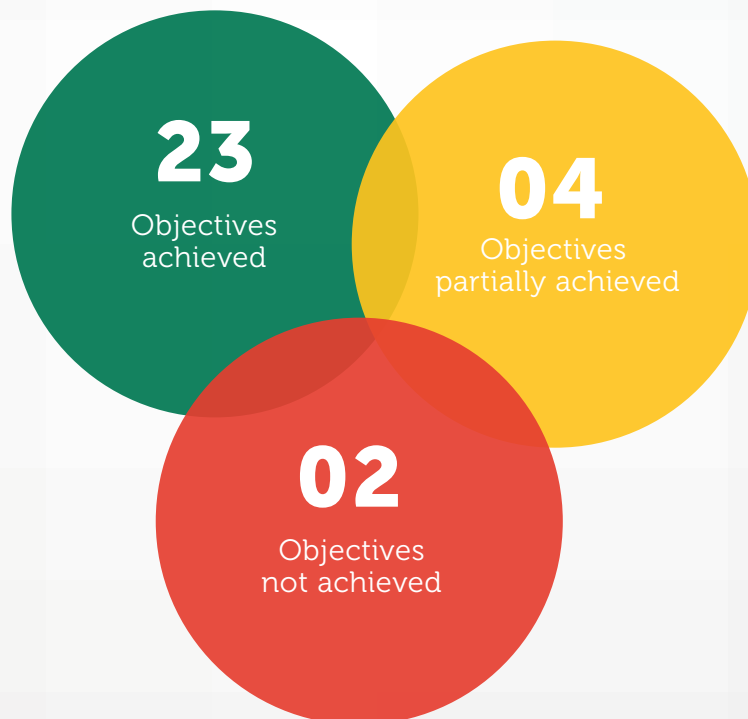 23
Objectives
achieved
04
Objectives
partially achieved
02
Objectives
not achieved